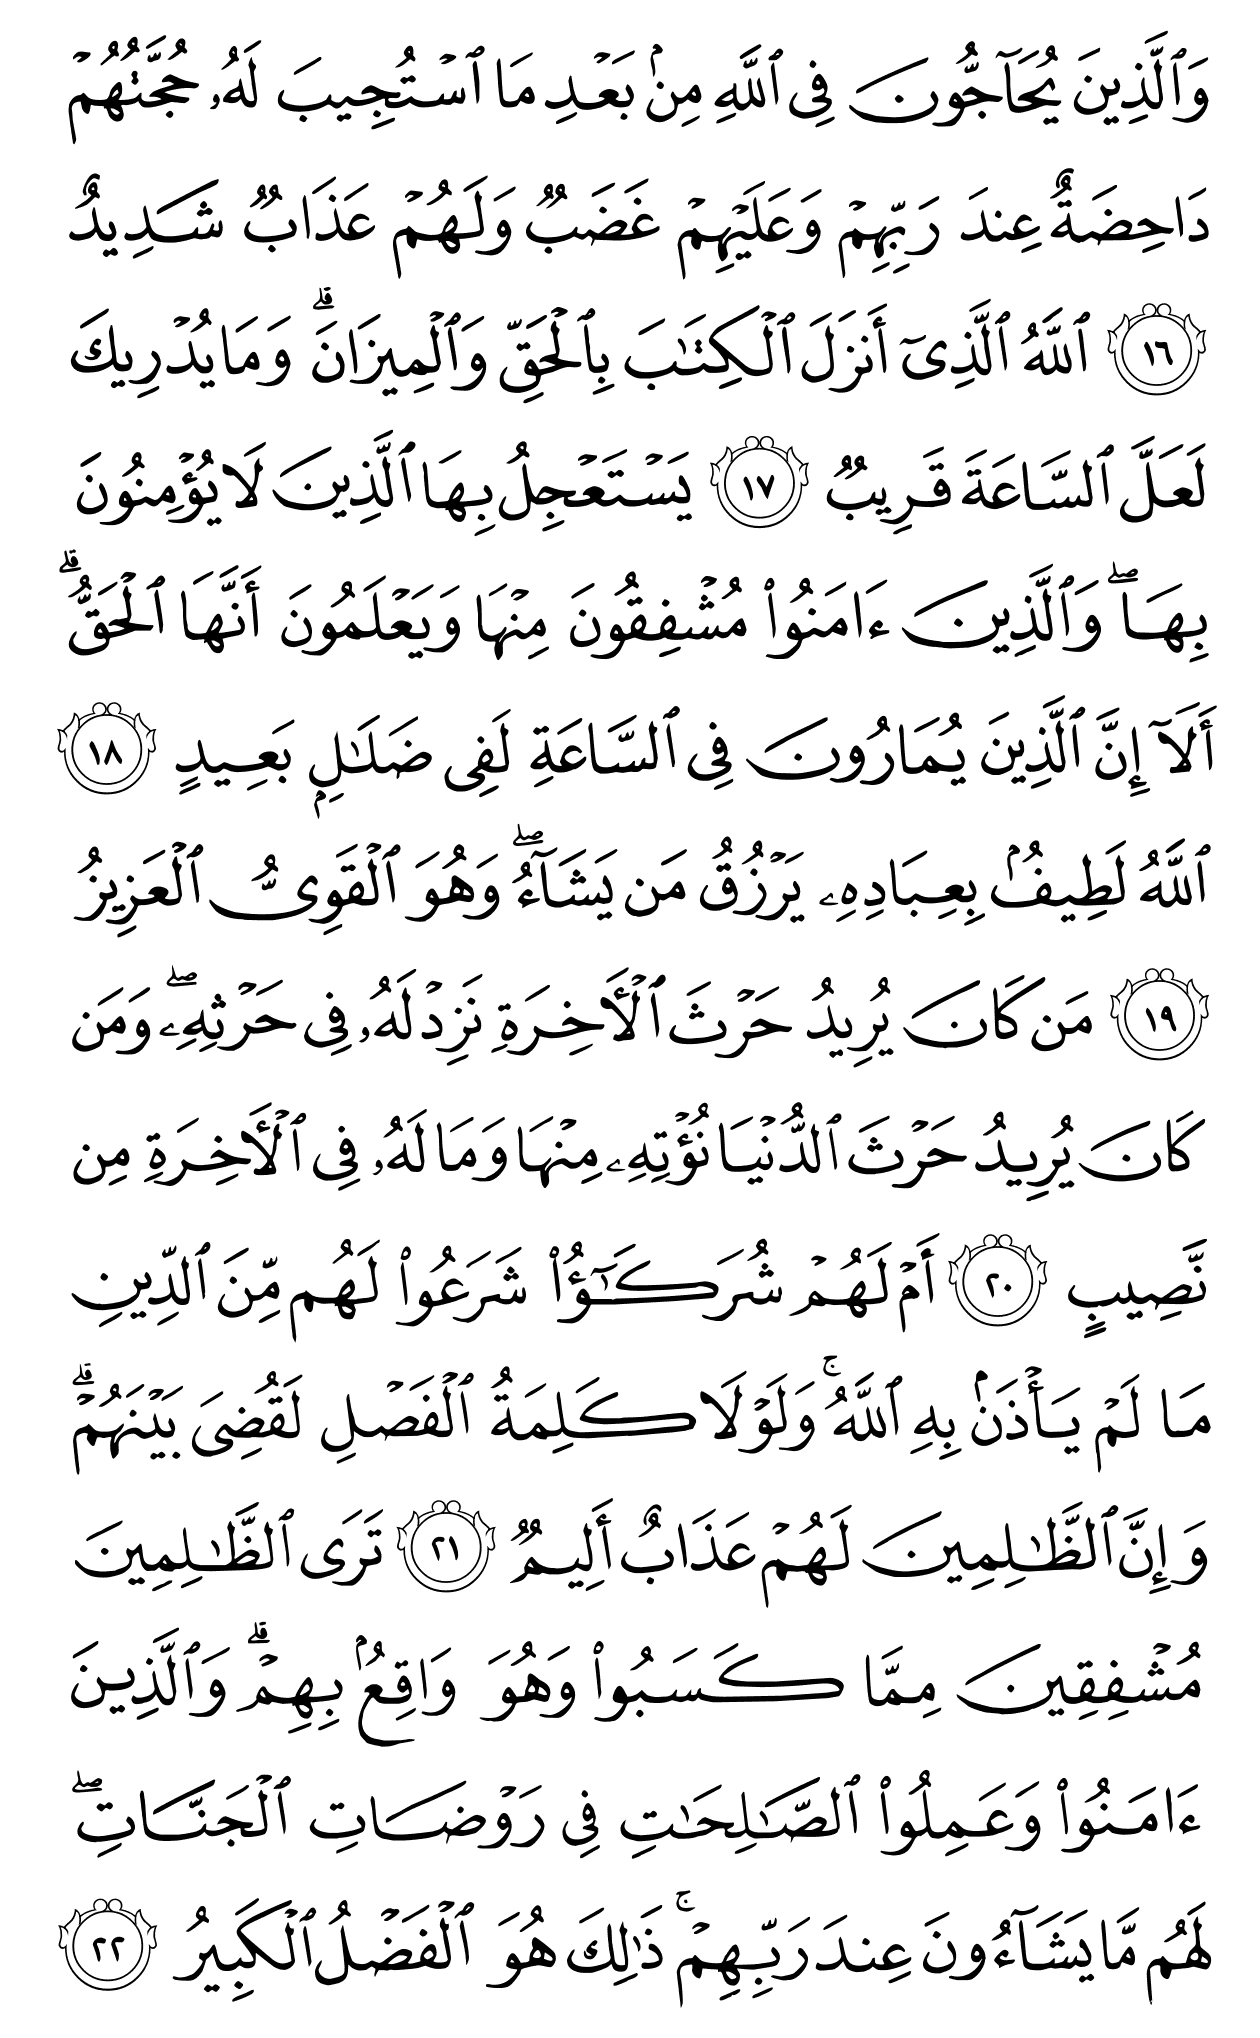 وَٱلَّذِينَ يُحَآجُّونَ فِى ٱللَّهِ مِنۢ بَعۡدِ مَا ٱسۡتُجِيبَ لَهُۥ حُجَّتُهُمۡ
دَاحِضَةٌ عِندَ رَبِّهِمۡ وَعَلَيۡهِمۡ غَضَبٌ وَلَهُمۡ عَذَابٌ شَدِيدٌ
١٦ ٱللَّهُ ٱلَّذِىٓ أَنزَلَ ٱلۡكِتَٰبَ بِٱلۡحَقِّ وَٱلۡمِيزَانَۗ وَمَا يُدۡرِيكَ
لَعَلَّ ٱلسَّاعَةَ قَرِيبٌ ١٧ يَسۡتَعۡجِلُ بِهَا ٱلَّذِينَ لَا يُؤۡمِنُونَ
بِهَاۖ وَٱلَّذِينَ ءَامَنُوا۟ مُشۡفِقُونَ مِنۡهَا وَيَعۡلَمُونَ أَنَّهَا ٱلۡحَقُّۗ
أَلَآ إِنَّ ٱلَّذِينَ يُمَارُونَ فِى ٱلسَّاعَةِ لَفِى ضَلَٰلٍۭ بَعِيدٍ ١٨
ٱللَّهُ لَطِيفٌۢ بِعِبَادِهِۦ يَرۡزُقُ مَن يَشَآءُۖ وَهُوَ ٱلۡقَوِىُّ ٱلۡعَزِيزُ
١٩ مَن كَانَ يُرِيدُ حَرۡثَ ٱلۡأَخِرَةِ نَزِدۡ لَهُۥ فِى حَرۡثِهِۦۖ وَمَن
كَانَ يُرِيدُ حَرۡثَ ٱلدُّنۡيَا نُؤۡتِهِۦ مِنۡهَا وَمَا لَهُۥ فِى ٱلۡأَخِرَةِ مِن
نَّصِيبٍ ٢٠ أَمۡ لَهُمۡ شُرَكَٰٓؤُا۟ شَرَعُوا۟ لَهُم مِّنَ ٱلدِّينِ
مَا لَمۡ يَأۡذَنۢ بِهِ ٱللَّهُۚ وَلَوۡلَا كَلِمَةُ ٱلۡفَصۡلِ لَقُضِىَ بَيۡنَهُمۡۗ
وَإِنَّ ٱلظَّٰلِمِينَ لَهُمۡ عَذَابٌ أَلِيمٌ ٢١ تَرَى ٱلظَّٰلِمِينَ
مُشۡفِقِينَ مِمَّا كَسَبُوا۟ وَهُوَ وَاقِعٌۢ بِهِمۡۗ وَٱلَّذِينَ
ءَامَنُوا۟ وَعَمِلُوا۟ ٱلصَّٰلِحَٰتِ فِى رَوۡضَاتِ ٱلۡجَنَّاتِۖ
لَهُم مَّا يَشَآءُونَ عِندَ رَبِّهِمۡۚ ذَٰلِكَ هُوَ ٱلۡفَضۡلُ ٱلۡكَبِيرُ ٢٢